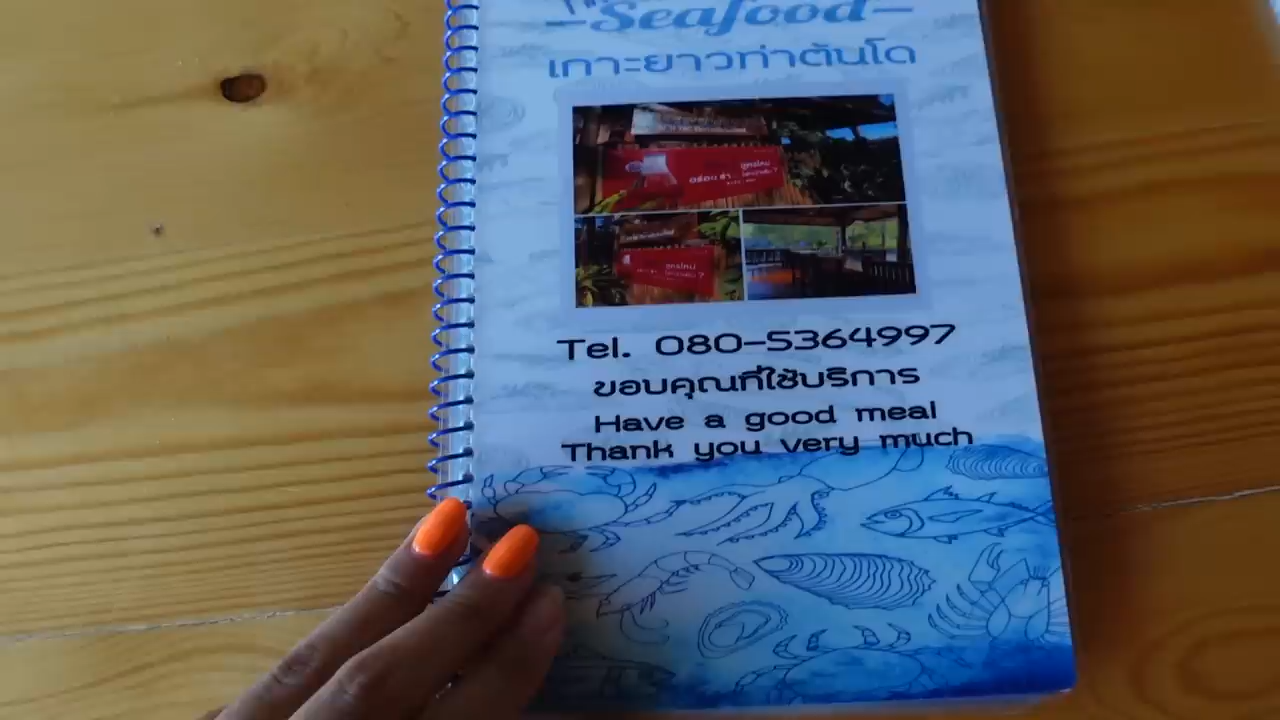 Seafood
เกาะยาวท่าต้นโด
Tel. 080-5364997
ขอบคุณที่ใช้บริการ
Have a good meal
Thank you very much